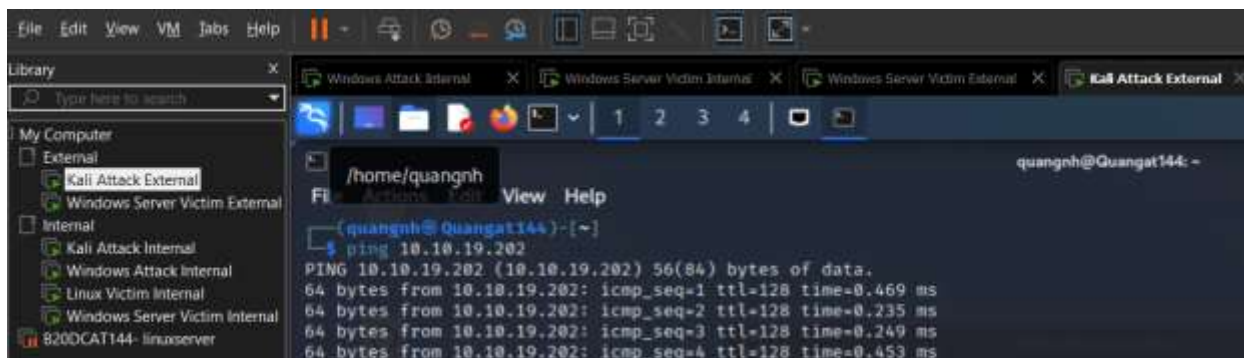 File Edit View VM Tabs Help
Library
Type here to search
My Computer
External
Kali Attack External
Windows Server Victim External
Internal
Kali Attack Internal
Windows Attack Internal
Linux Victim Internal
Windows Server Victim Internal
B20DCAT144- linuxserver
Windows Attack Internal
Windows Server Victim Internal
Windows Server Victim External
Kali Attack External
1 2 3 4
/home/quangnh
quangnh@Quangat144: ~
File Actions Edit View Help
(quangnh㉿Quangat144)-[~]
$ ping 10.10.19.202
PING 10.10.19.202 (10.10.19.202) 56(84) bytes of data.
64 bytes from 10.10.19.202: icmp_seq=1 ttl=128 time=0.469 ms
64 bytes from 10.10.19.202: icmp_seq=2 ttl=128 time=0.235 ms
64 bytes from 10.10.19.202: icmp_seq=3 ttl=128 time=0.249 ms
64 bytes from 10.10.19.202: icmp_seq=4 ttl=128 time=0.453 ms